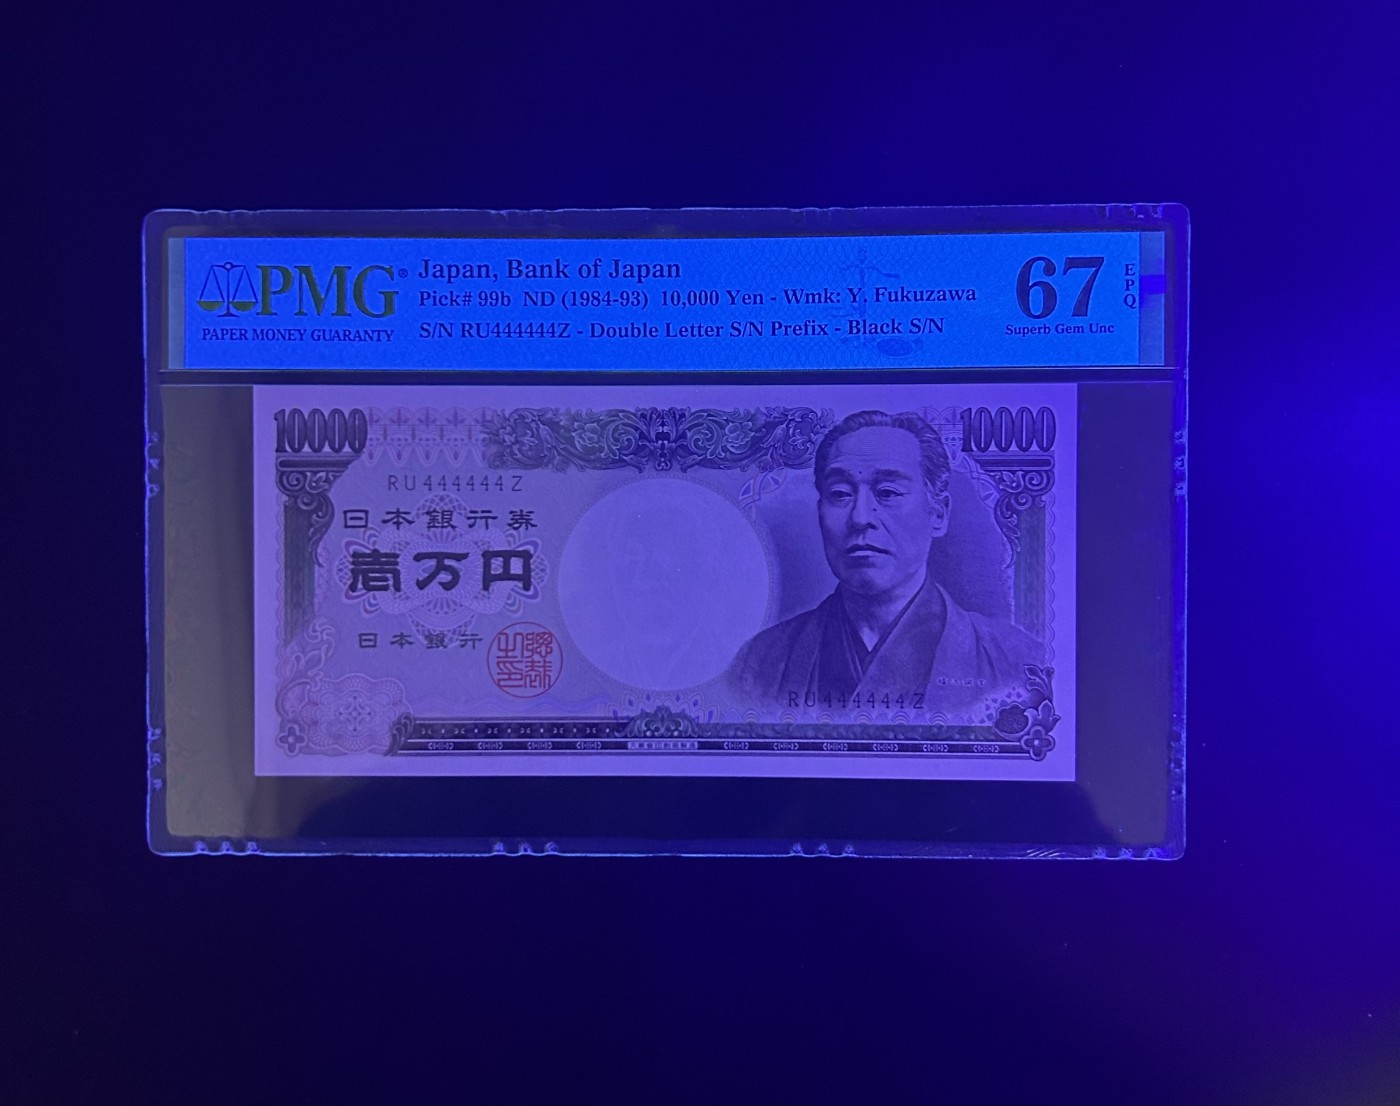 PMG®
PAPER MONEY GUARANTY
Japan, Bank of Japan
Pick# 99b ND (1984-93) 10,000 Yen - Wmk: Y. Fukuzawa
S/N RU444444Z - Double Letter S/N Prefix - Black S/N
67
EPQ
Superb Gem Unc
10000
10000
RU444444Z
日本銀行券
壱万円
日本銀行
RU444444Z